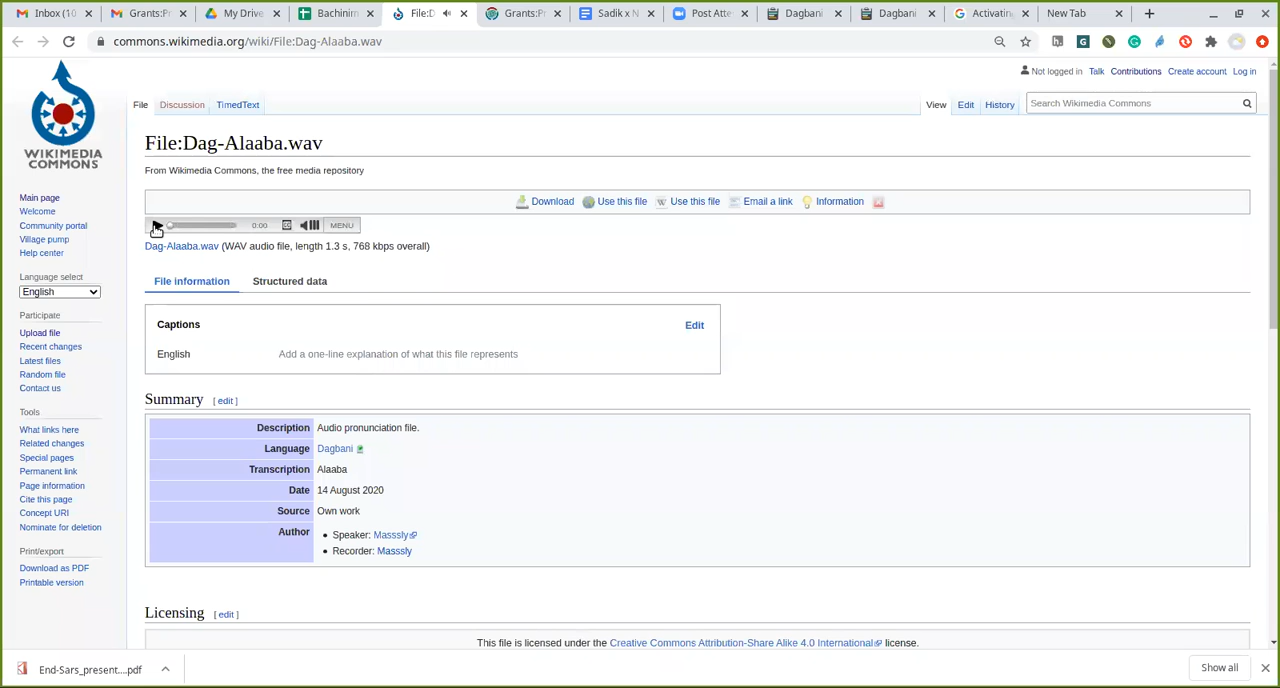 Inbox (10
Grants:Pr
My Drive
Bachinim
File:D
Grants:Pr
Sadik x N
Post Atte
Dagbani
Dagbani
Activating
New Tab
commons.wikimedia.org/wiki/File:Dag-Alaaba.wav
Not logged in Talk Contributions Create account Log in
File Discussion TimedText View Edit History Search Wikimedia Commons
WIKIMEDIA
COMMONS
File:Dag-Alaaba.wav
From Wikimedia Commons, the free media repository
Download Use this file Use this file Email a link Information
0:00 MENU
Dag-Alaaba.wav (WAV audio file, length 1.3 s, 768 kbps overall)
File information Structured data
Captions Edit
English Add a one-line explanation of what this file represents
Summary [ edit ]
Description Audio pronunciation file.
Language Dagbani
Transcription Alaaba
Date 14 August 2020
Source Own work
Author • Speaker: Masssly
• Recorder: Masssly
Licensing [ edit ]
This file is licensed under the Creative Commons Attribution-Share Alike 4.0 International license.
Main page
Welcome
Community portal
Village pump
Help center
Language select
English
Participate
Upload file
Recent changes
Latest files
Random file
Contact us
Tools
What links here
Related changes
Special pages
Permanent link
Page information
Cite this page
Concept URI
Nominate for deletion
Print/export
Download as PDF
Printable version
End-Sars_present....pdf
Show all